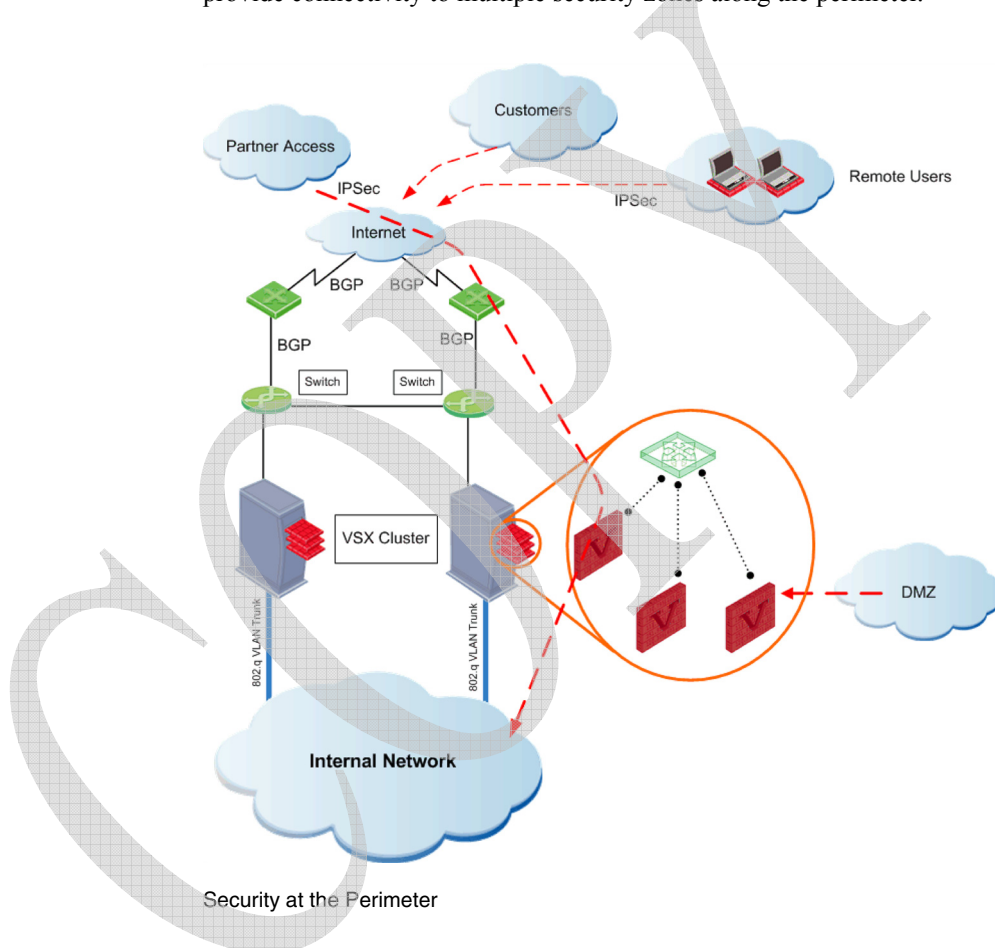 provide connectivity to multiple security zones along the perimeter.
Customers
Partner Access
Remote Users
IPSec
IPSec
Internet
BGP
BGP
BGP
BGP
Switch
Switch
VSX Cluster
DMZ
802.q VLAN Trunk
802.q VLAN Trunk
Internal Network
Security at the Perimeter
COPY